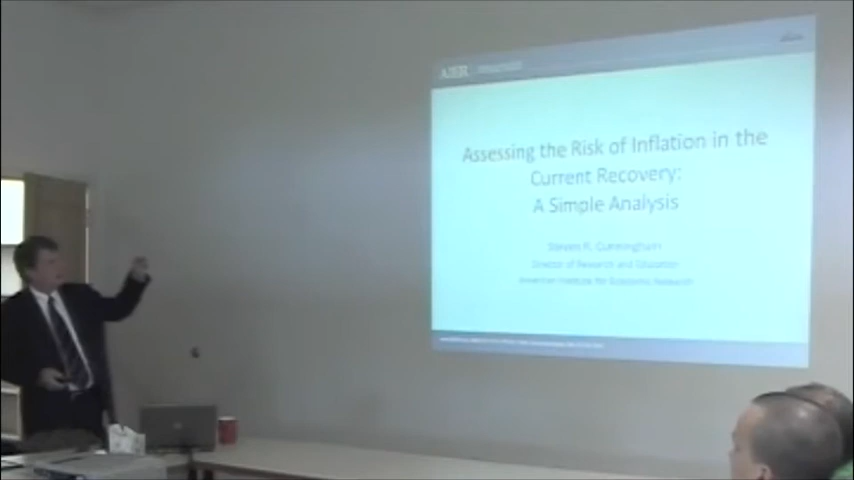 AIER
Assessing the Risk of Inflation in the
Current Recovery:
A Simple Analysis
Steven R. Cunningham
Director of Research and Education
American Institute for Economic Research